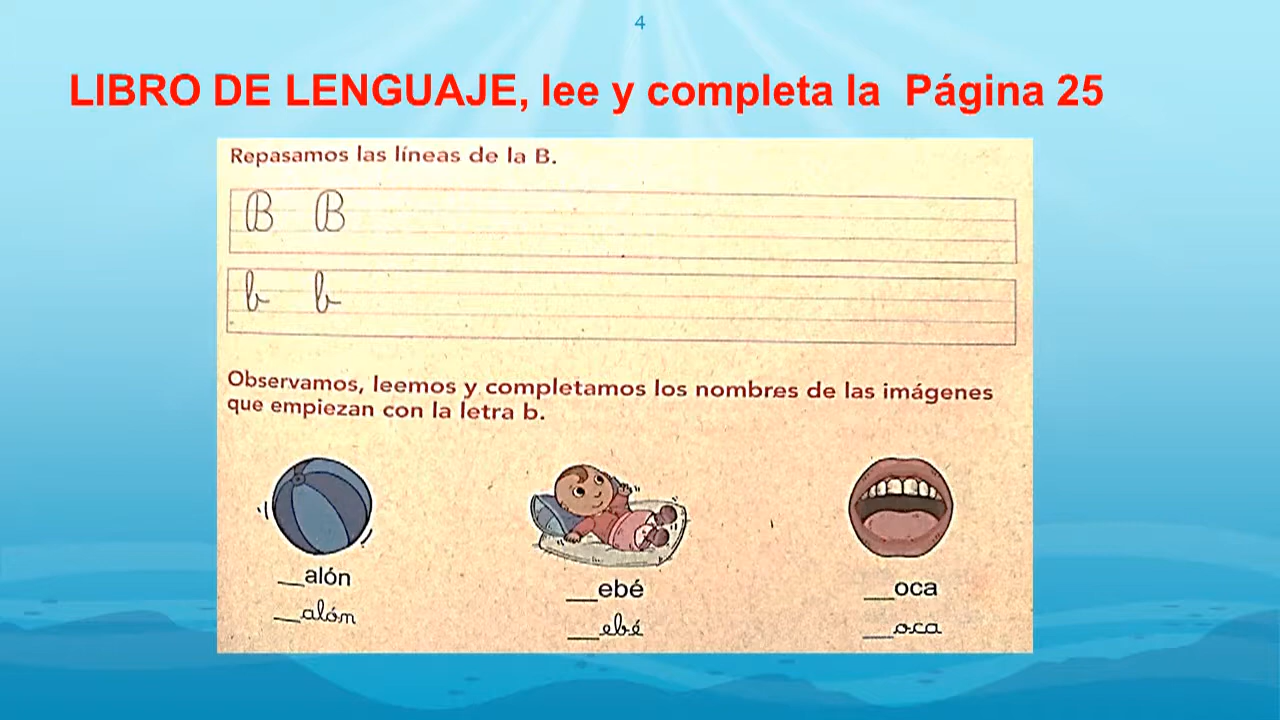 4
LIBRO DE LENGUAJE, lee y completa la Página 25
Repasamos las líneas de la B.
B B
b b
Observamos, leemos y completamos los nombres de las imágenes
que empiezan con la letra b.
__alón
__alón
__ebé
__ebé
__oca
__oca